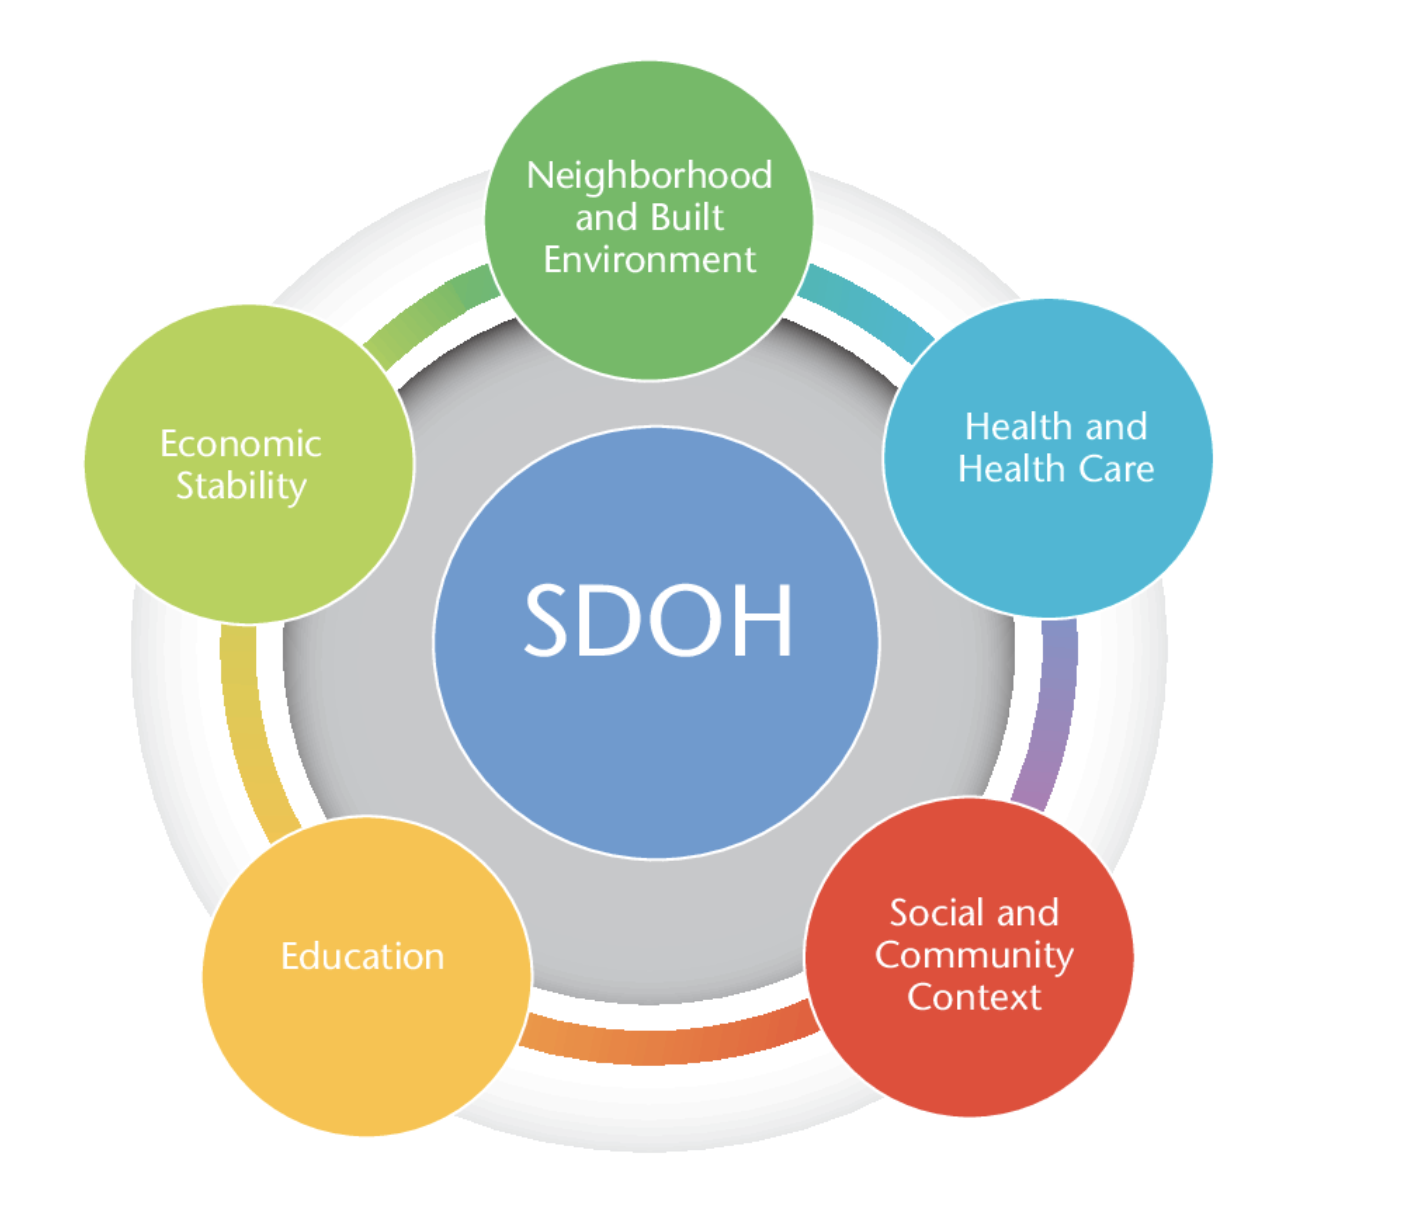 Neighborhood
and Built
Environment
Health and
Health Care
Economic
Stability
SDOH
Social and
Community
Context
Education